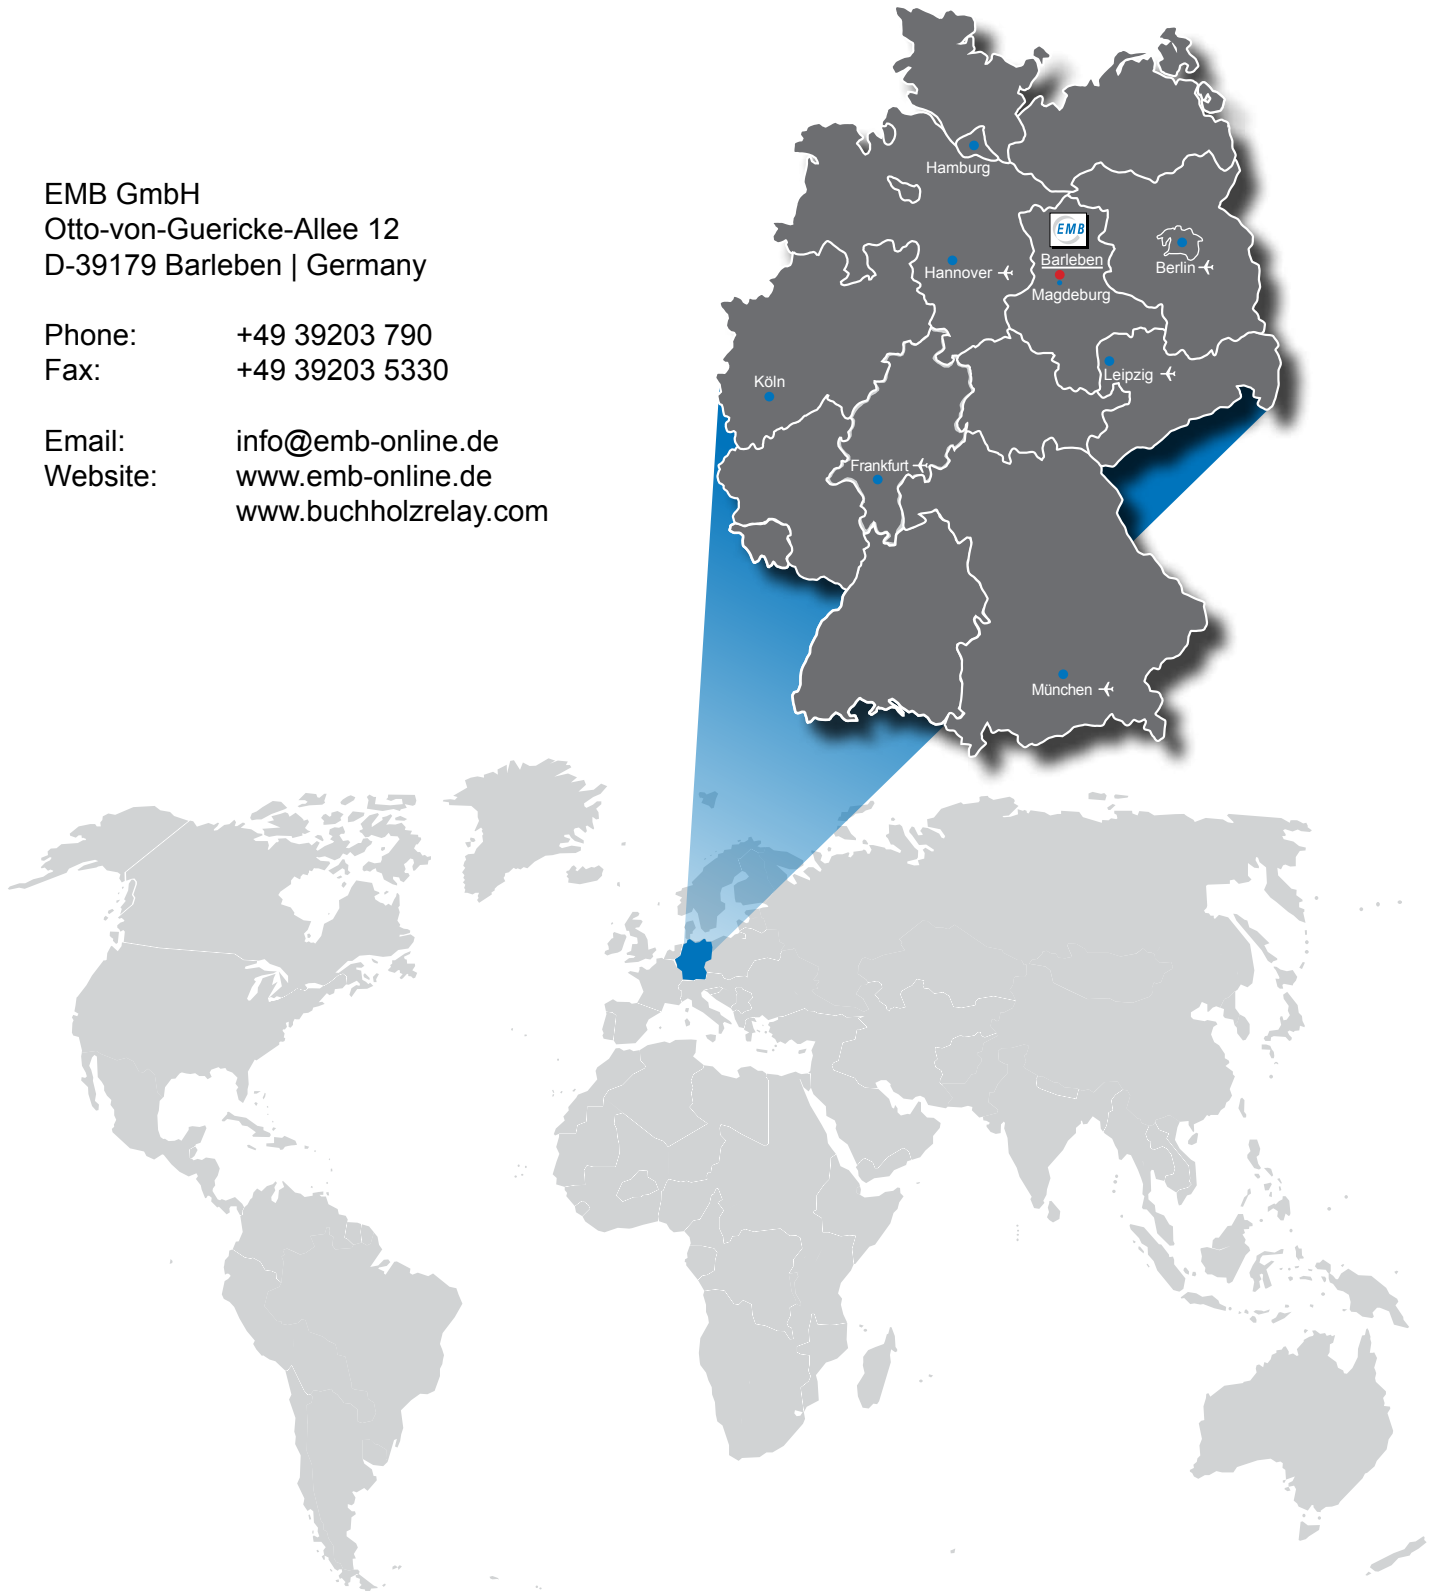 EMB GmbH
Otto-von-Guericke-Allee 12
D-39179 Barleben | Germany
Phone: +49 39203 790
Fax: +49 39203 5330
Email: info@emb-online.de
Website: www.emb-online.de
www.buchholzrelay.com
Hamburg
EMB
Barleben
Berlin
Hannover
Magdeburg
Leipzig
Köln
Frankfurt
München